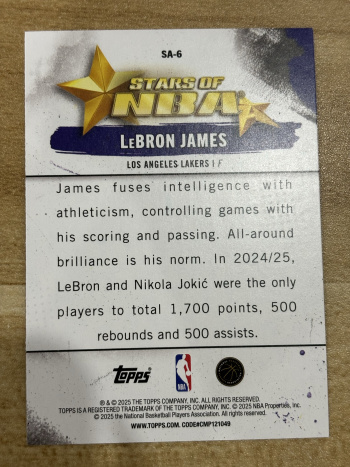 SA-6
STARS OF
NBA
LEBRON JAMES
LOS ANGELES LAKERS | F
James fuses intelligence with
athleticism, controlling games with
his scoring and passing. All-around
brilliance is his norm. In 2024/25,
LeBron and Nikola Jokić were the only
players to total 1,700 points, 500
rebounds and 500 assists.
TOPPS
NBA
® & © 2025 THE TOPPS COMPANY, INC. ALL RIGHTS RESERVED.
TOPPS IS A REGISTERED TRADEMARK OF THE TOPPS COMPANY, INC. © 2025 NBA Properties, Inc.
© 2025 the National Basketball Players Association. All rights reserved.
WWW.TOPPS.COM. CODE#CMP121049